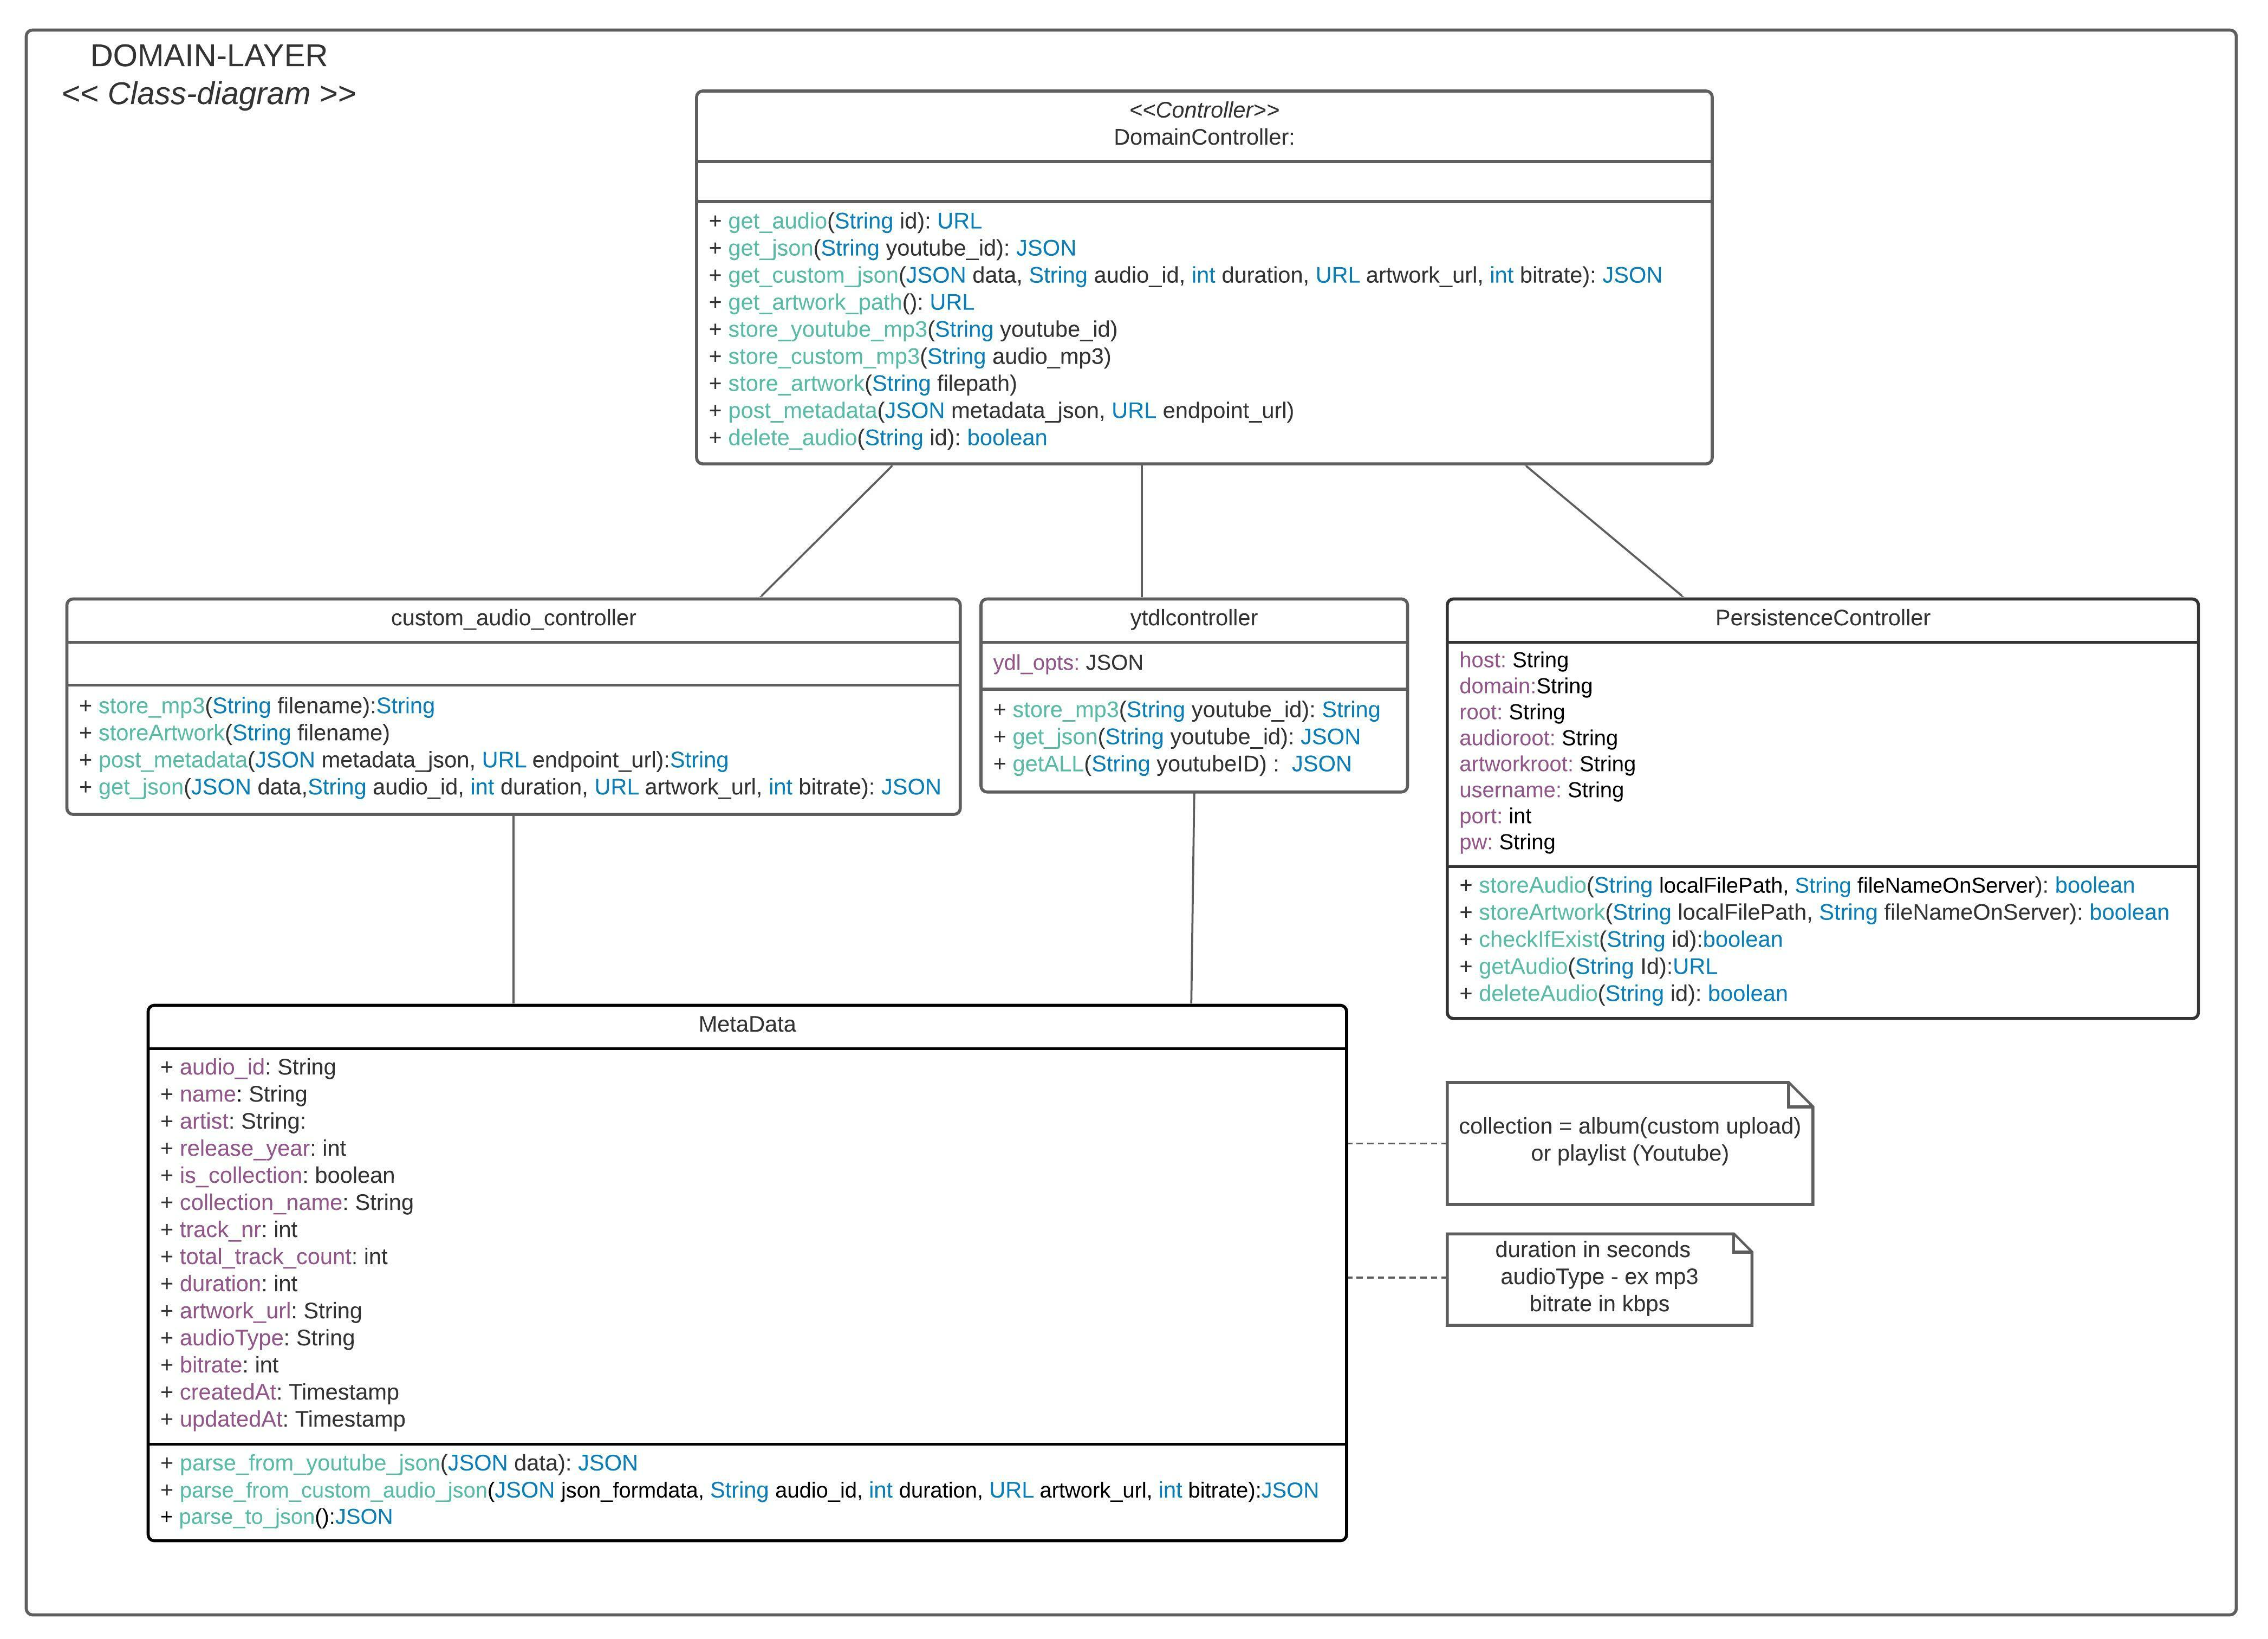 DOMAIN-LAYER
<< Class-diagram >>
<<Controller>>
DomainController:
+ get_audio(String id): URL
+ get_json(String youtube_id): JSON
+ get_custom_json(JSON data, String audio_id, int duration, URL artwork_url, int bitrate): JSON
+ get_artwork_path(): URL
+ store_youtube_mp3(String youtube_id)
+ store_custom_mp3(String audio_mp3)
+ store_artwork(String filepath)
+ post_metadata(JSON metadata_json, URL endpoint_url)
+ delete_audio(String id): boolean
custom_audio_controller
+ store_mp3(String filename):String
+ storeArtwork(String filename)
+ post_metadata(JSON metadata_json, URL endpoint_url):String
+ get_json(JSON data,String audio_id, int duration, URL artwork_url, int bitrate): JSON
ytdlcontroller
ydl_opts: JSON
+ store_mp3(String youtube_id): String
+ get_json(String youtube_id): JSON
+ getALL(String youtubeID) : JSON
PersistenceController
host: String
domain:String
root: String
audioroot: String
artworkroot: String
username: String
port: int
pw: String
+ storeAudio(String localFilePath, String fileNameOnServer): boolean
+ storeArtwork(String localFilePath, String fileNameOnServer): boolean
+ checkIfExist(String id):boolean
+ getAudio(String Id):URL
+ deleteAudio(String id): boolean
MetaData
+ audio_id: String
+ name: String
+ artist: String:
+ release_year: int
+ is_collection: boolean
+ collection_name: String
+ track_nr: int
+ total_track_count: int
+ duration: int
+ artwork_url: String
+ audioType: String
+ bitrate: int
+ createdAt: Timestamp
+ updatedAt: Timestamp
+ parse_from_youtube_json(JSON data): JSON
+ parse_from_custom_audio_json(JSON json_formdata, String audio_id, int duration, URL artwork_url, int bitrate):JSON
+ parse_to_json():JSON
collection = album(custom upload)
or playlist (Youtube)
duration in seconds
audioType - ex mp3
bitrate in kbps